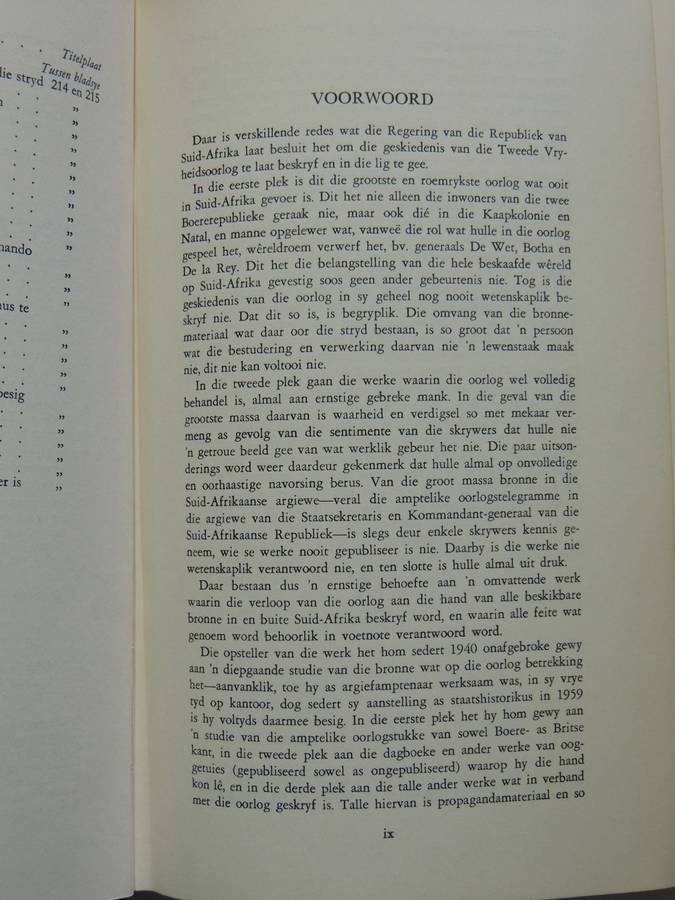 Titelplaat
Tussen bladsye
die stryd 214 en 215
VOORWOORD
Daar is verskillende redes wat die Regering van die Republiek van
Suid-Afrika laat besluit het om die geskiedenis van die Tweede Vry-
heidsoorlog te laat beskryf en in die lig te gee.
In die eerste plek is dit die grootste en roemrykste oorlog wat ooit
in Suid-Afrika gevoer is. Dit het nie alleen die inwoners van die twee
Boererepublieke geraak nie, maar ook dié in die Kaapkolonie en
Natal, en manne opgelewer wat, vanweë die rol wat hulle in die oorlog
gespeel het, wêreldroem verwerf het, bv. generaals De Wet, Botha en
De la Rey. Dit het die belangstelling van die hele beskaafde wêreld
op Suid-Afrika gevestig soos geen ander gebeurtenis nie. Tog is die
geskiedenis van die oorlog in sy geheel nog nooit wetenskaplik be-
skryf nie. Dat dit so is, is begryplik. Die omvang van die bronne-
materiaal wat daar oor die stryd bestaan, is so groot dat 'n persoon
wat die bestudering en verwerking daarvan nie 'n lewenstaak maak
nie, dit nie kan voltooi nie.
In die tweede plek gaan die werke waarin die oorlog wel volledig
behandel is, almal aan ernstige gebreke mank. In die geval van die
grootste massa daarvan is waarheid en verdigsel so met mekaar ver-
meng as gevolg van die sentimente van die skrywers dat hulle nie
'n getroue beeld gee van wat werklik gebeur het nie. Die paar uitson-
derings word weer daardeur gekenmerk dat hulle almal op onvolledige
en oorhaastige navorsing berus. Van die groot massa bronne in die
Suid-Afrikaanse argiewe—veral die amptelike oorlogstelegramme in
die argiewe van die Staatsekretaris en Kommandant-generaal van die
Suid-Afrikaanse Republiek—is slegs deur enkele skrywers kennis ge-
neem, wie se werke nooit gepubliseer is nie. Daarby is die werke nie
wetenskaplik verantwoord nie, en ten slotte is hulle almal uit druk.
Daar bestaan dus 'n ernstige behoefte aan 'n omvattende werk
waarin die verloop van die oorlog aan die hand van alle beskikbare
bronne in en buite Suid-Afrika beskryf word, en waarin alle feite wat
genoem word behoorlik in voetnote verantwoord word.
Die opsteller van die werk het hom sedert 1940 onafgebroke gewy
aan 'n diepgaande studie van die bronne wat op die oorlog betrekking
het—aanvanklik, toe hy as argiefamptenaar werksaam was, in sy vrye
tyd op kantoor, dog sedert sy aanstelling as staatshistorikus in 1959
is hy voltyds daarmee besig. In die eerste plek het hy hom gewy aan
'n studie van die amptelike oorlogstukke van sowel Boere- as Britse
kant, in die tweede plek aan die dagboeke en ander werke van oog-
getuies (gepubliseerd sowel as ongepubliseerd) waarop hy die hand
kon lê, en in die derde plek aan die talle ander werke wat in verband
met die oorlog geskryf is. Talle hiervan is propagandamateriaal en so
ix